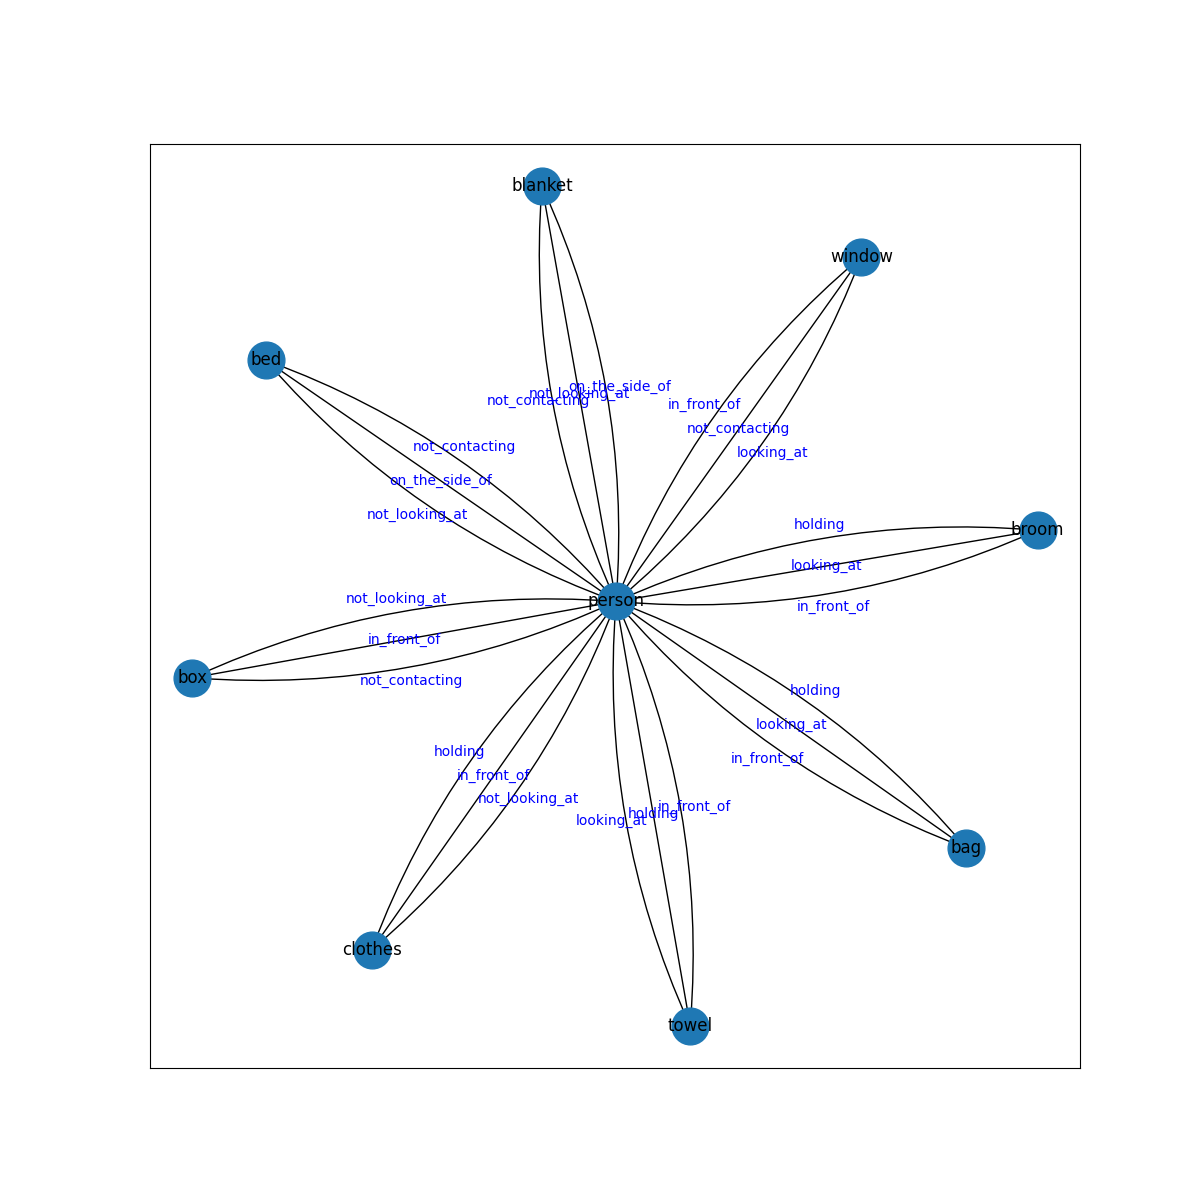 blanket
window
on_the_side_of
not_looking_at
not_contacting
in_front_of
not_contacting
looking_at
bed
not_contacting
on_the_side_of
not_looking_at
holding
broom
looking_at
in_front_of
person
not_looking_at
in_front_of
box
not_contacting
holding
looking_at
in_front_of
bag
holding
in_front_of
not_looking_at
in_front_of
holding
looking_at
clothes
towel